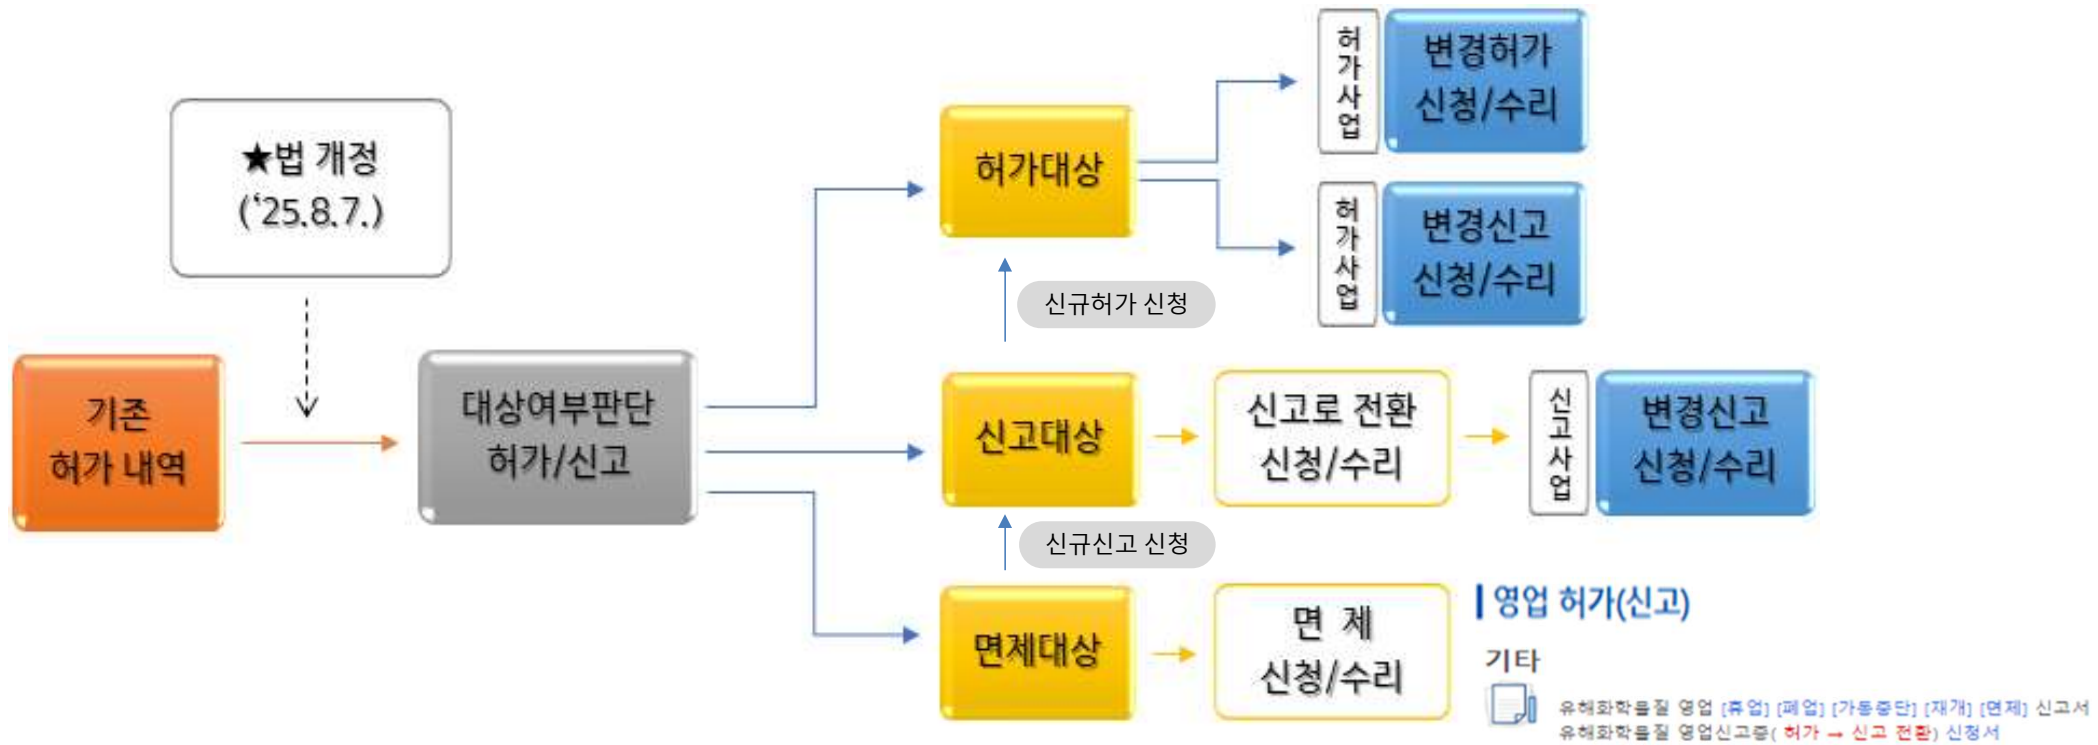 ★법 개정
(‘25.8.7.)
기존
허가 내역
대상여부판단
허가/신고
허가대상
허가사업
변경허가
신청/수리
허가사업
변경신고
신청/수리
신규허가 신청
신고대상
신고로 전환
신청/수리
신고사업
변경신고
신청/수리
신규신고 신청
면제대상
면 제
신청/수리
영업 허가(신고)
기타
유해화학물질 영업 [휴업] [폐업] [가동중단] [재개] [면제] 신고서
유해화학물질 영업신고증( 허가 → 신고 전환) 신청서